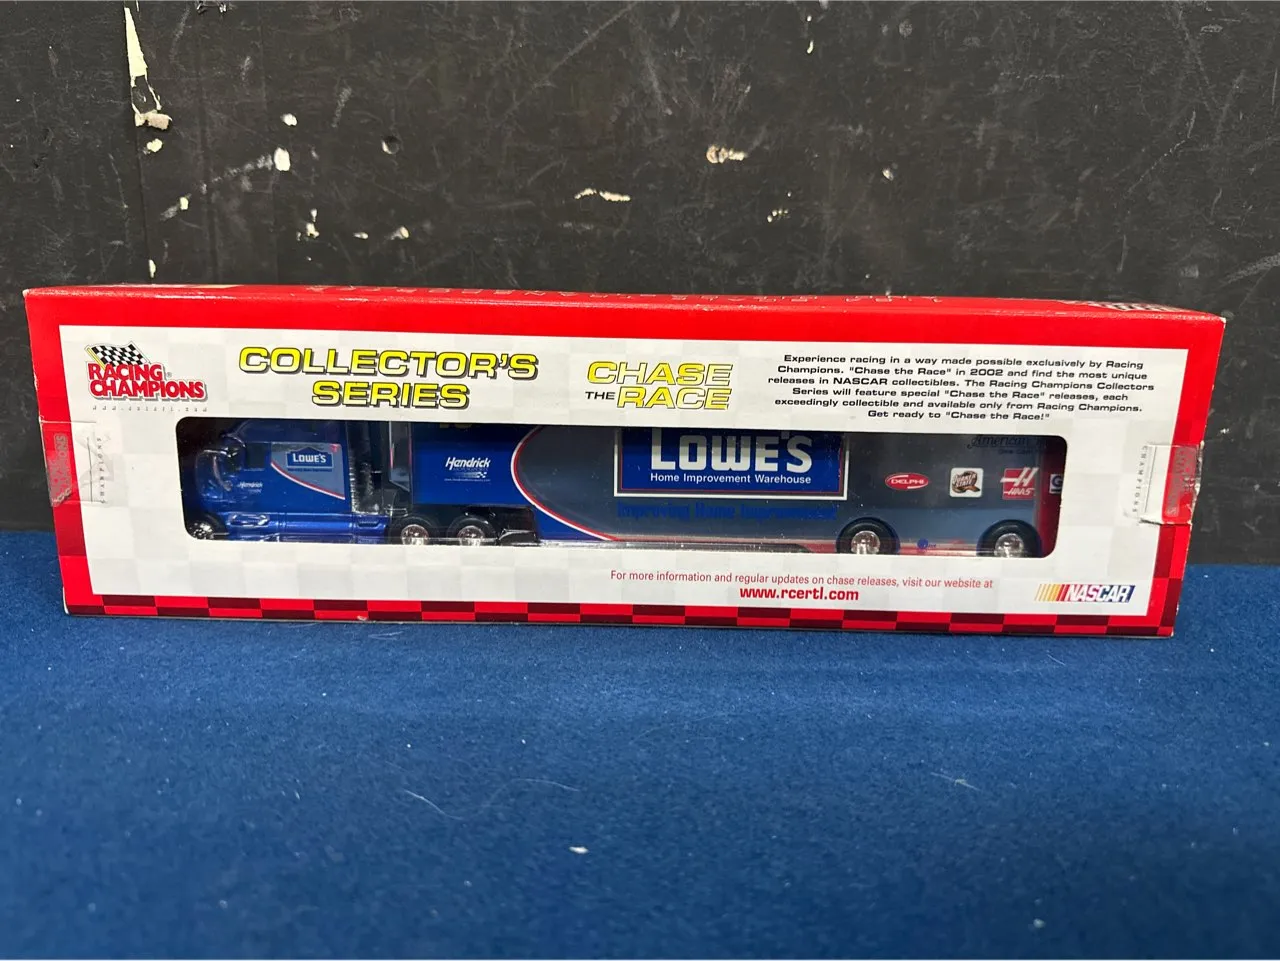 RACING
CHAMPIONS
COLLECTOR'S
SERIES
CHASE
THE RACE
Experience racing in a way made possible exclusively by Racing
Champions. "Chase the Race" in 2002 and find the most unique
releases in NASCAR collectibles. The Racing Champions Collectors
Series will feature special "Chase the Race" releases, each
exceedingly collectible and available only from Racing Champions.
Get ready to "Chase the Race!"
LOWE'S
Hendrick
Hendrick
LOWE'S
Home Improvement Warehouse
Improving Home Improvement
American
DELPHI
QUAKER
STATE
HAAS
For more information and regular updates on chase releases, visit our website at
www.rcertl.com
NASCAR